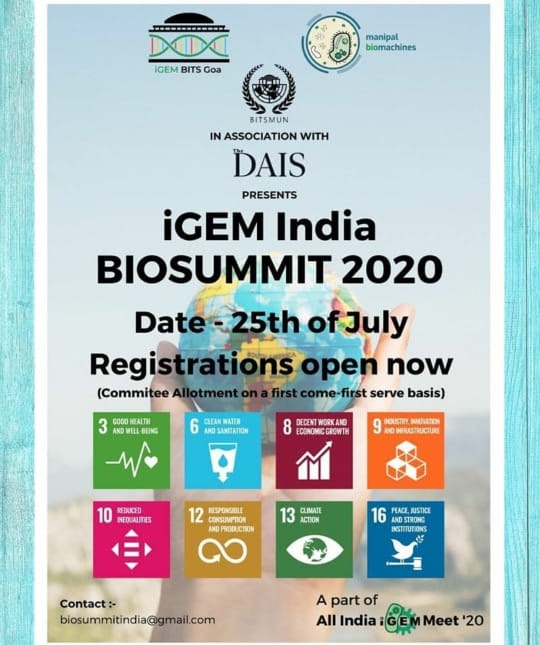 iGEM BITS Goa
manipal
biomachines
BITSMUN
IN ASSOCIATION WITH
The
DAIS
PRESENTS
iGEM India
BIOSUMMIT 2020
Date - 25th of July
Registrations open now
(Commitee Allotment on a first come-first serve basis)
3 GOOD HEALTH
AND WELL-BEING
6 CLEAN WATER
AND SANITATION
8 DECENT WORK AND
ECONOMIC GROWTH
9 INDUSTRY, INNOVATION
AND INFRASTRUCTURE
10 REDUCED
INEQUALITIES
12 RESPONSIBLE
CONSUMPTION
AND PRODUCTION
13 CLIMATE
ACTION
16 PEACE, JUSTICE
AND STRONG
INSTITUTIONS
Contact :-
biosummitindia@gmail.com
A part of
All India iGEM Meet '20